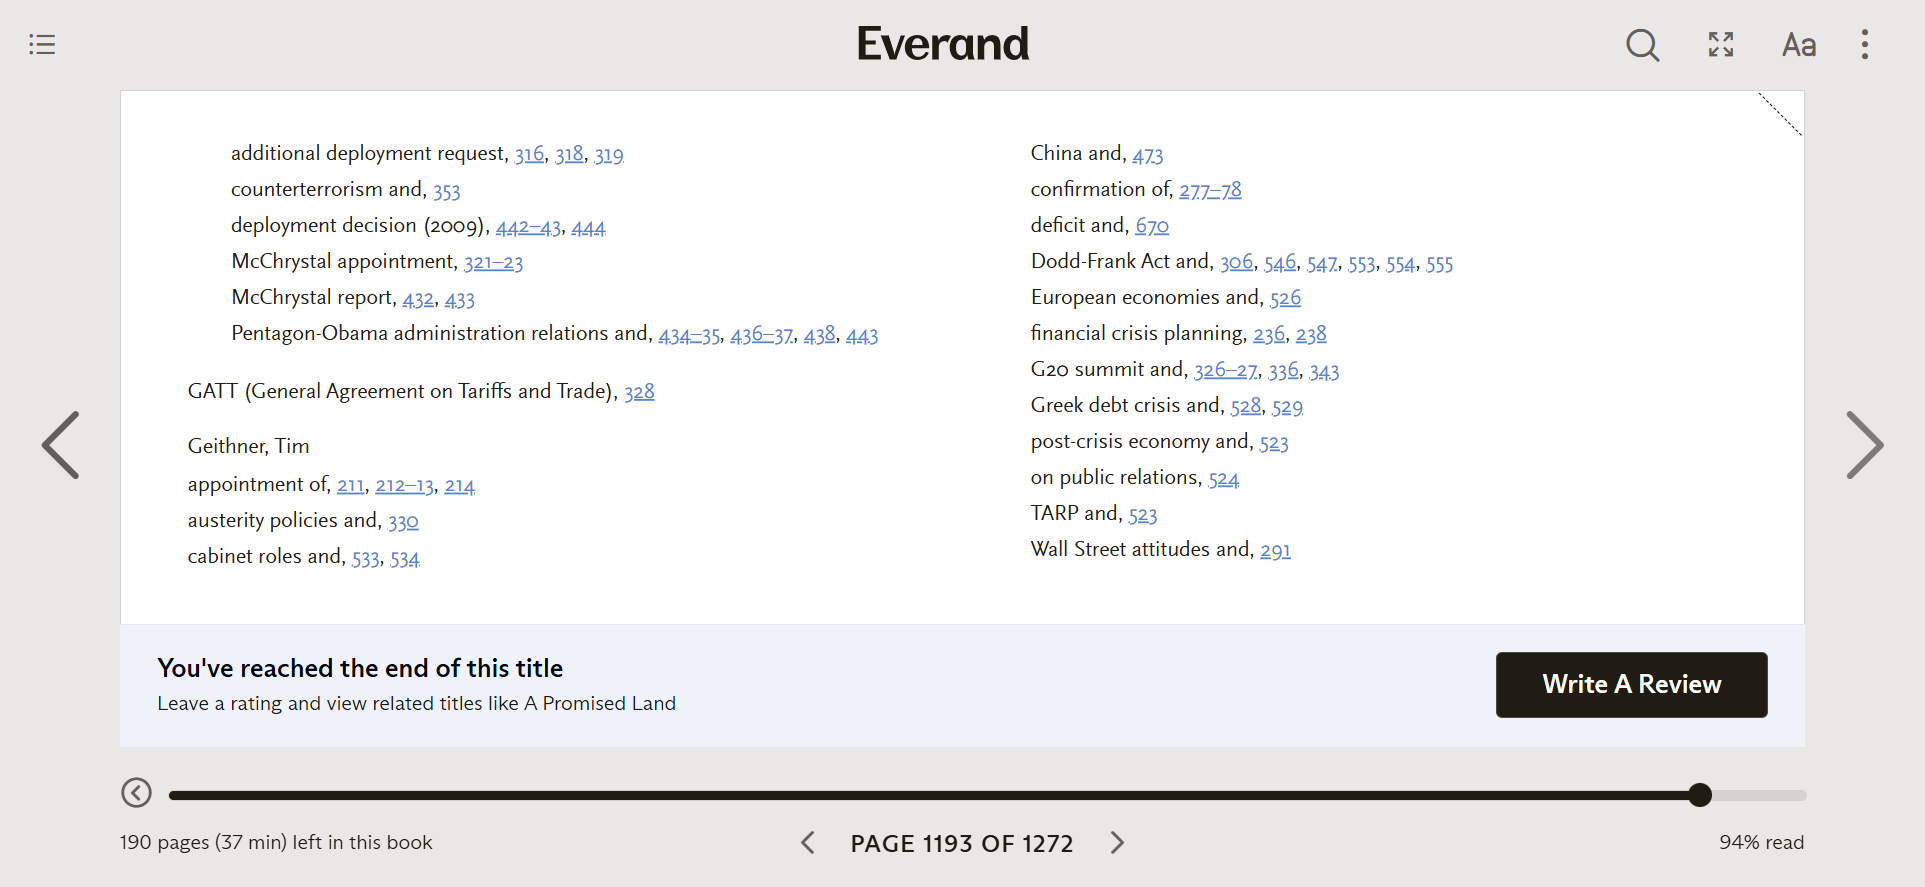 Everand
Aa
additional deployment request, 316, 318, 319
counterterrorism and, 353
deployment decision (2009), 442–43, 444
McChrystal appointment, 321–23
McChrystal report, 432, 433
Pentagon-Obama administration relations and, 434–35, 436–37, 438, 443
GATT (General Agreement on Tariffs and Trade), 328
Geithner, Tim
appointment of, 211, 212–13, 214
austerity policies and, 330
cabinet roles and, 533, 534
China and, 473
confirmation of, 277–78
deficit and, 670
Dodd-Frank Act and, 306, 546, 547, 553, 554, 555
European economies and, 526
financial crisis planning, 236, 238
G20 summit and, 326–27, 336, 343
Greek debt crisis and, 528, 529
post-crisis economy and, 523
on public relations, 524
TARP and, 523
Wall Street attitudes and, 291
You've reached the end of this title
Leave a rating and view related titles like A Promised Land
Write A Review
190 pages (37 min) left in this book
PAGE 1193 OF 1272
94% read